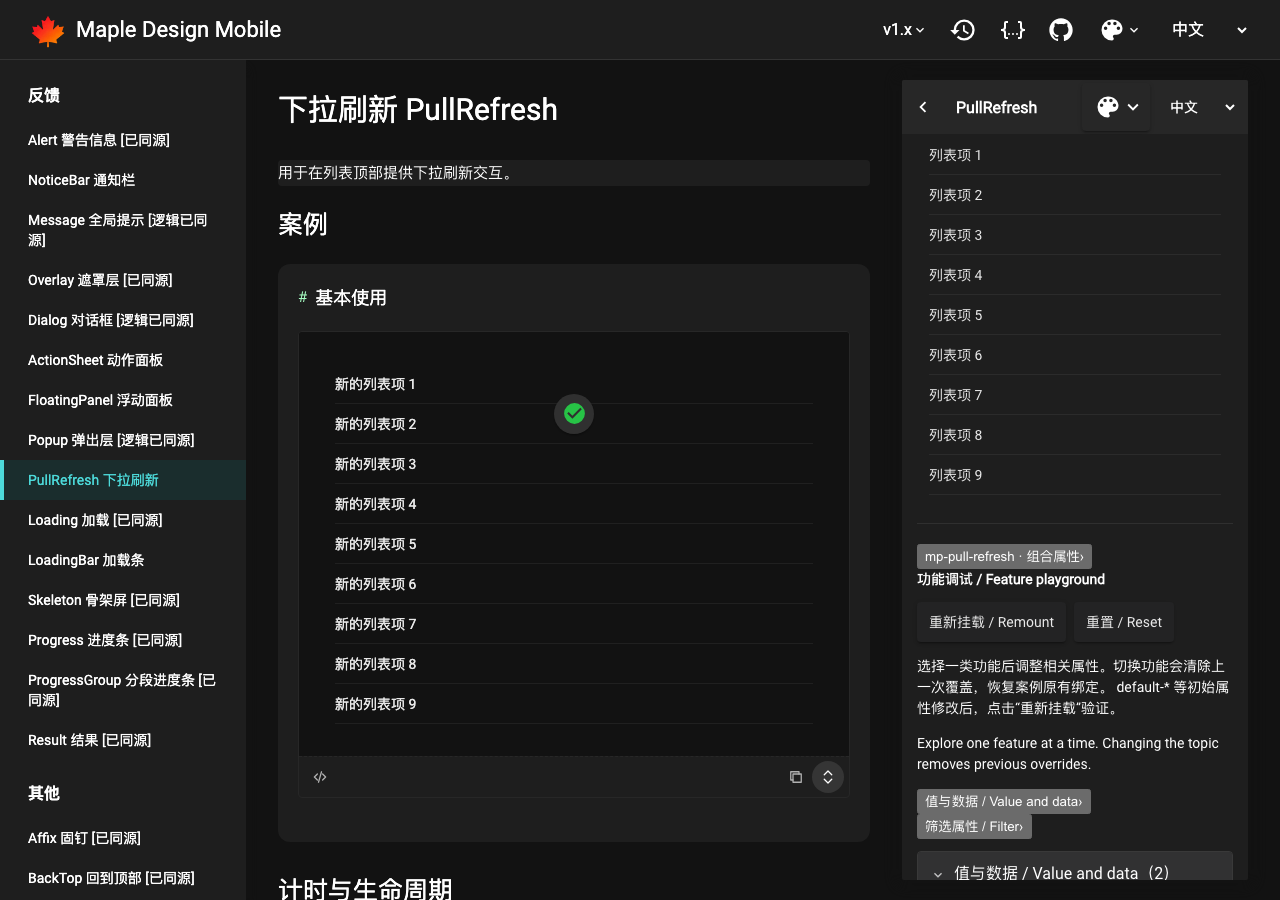 Maple Design Mobile
v1.x
{...}
中文
反馈
Alert 警告信息 [已同源]
NoticeBar 通知栏
Message 全局提示 [逻辑已同
源]
Overlay 遮罩层 [已同源]
Dialog 对话框 [逻辑已同源]
ActionSheet 动作面板
FloatingPanel 浮动面板
Popup 弹出层 [逻辑已同源]
PullRefresh 下拉刷新
Loading 加载 [已同源]
LoadingBar 加载条
Skeleton 骨架屏 [已同源]
Progress 进度条 [已同源]
ProgressGroup 分段进度条 [已
同源]
Result 结果 [已同源]
其他
Affix 固钉 [已同源]
BackTop 回到顶部 [已同源]
下拉刷新 PullRefresh
用于在列表顶部提供下拉刷新交互。
案例
# 基本使用
新的列表项 1
新的列表项 2
新的列表项 3
新的列表项 4
新的列表项 5
新的列表项 6
新的列表项 7
新的列表项 8
新的列表项 9
计时与生命周期
PullRefresh
中文
列表项 1
列表项 2
列表项 3
列表项 4
列表项 5
列表项 6
列表项 7
列表项 8
列表项 9
mp-pull-refresh · 组合属性›
功能调试 / Feature playground
重新挂载 / Remount
重置 / Reset
选择一类功能后调整相关属性。切换功能会清除上
一次覆盖，恢复案例原有绑定。 default-* 等初始属
性修改后，点击“重新挂载”验证。
Explore one feature at a time. Changing the topic
removes previous overrides.
值与数据 / Value and data›
筛选属性 / Filter›
值与数据 / Value and data（2）